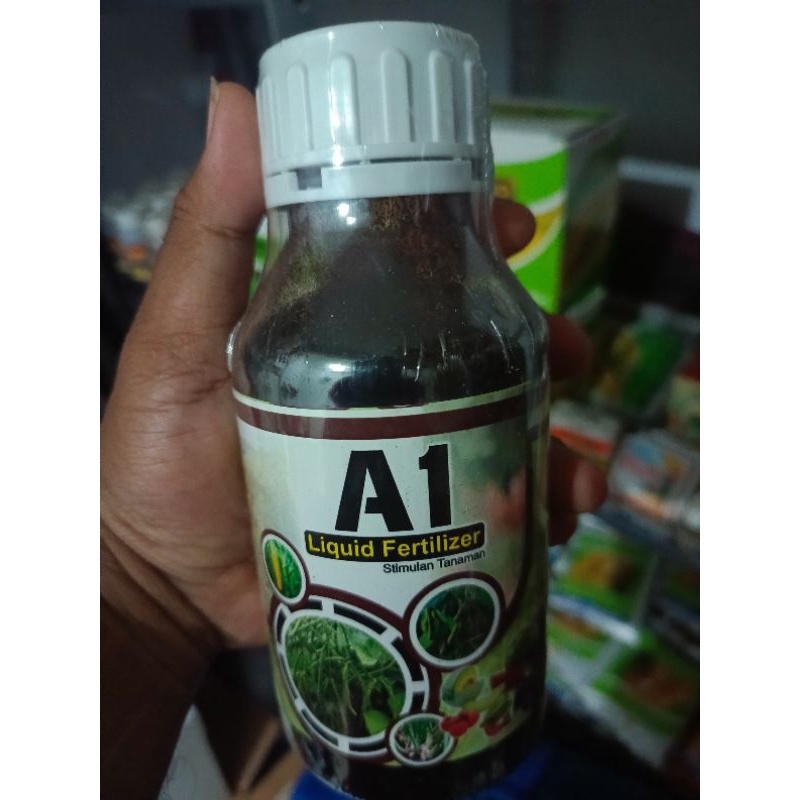 A1
Liquid Fertilizer
Stimulan Tanaman